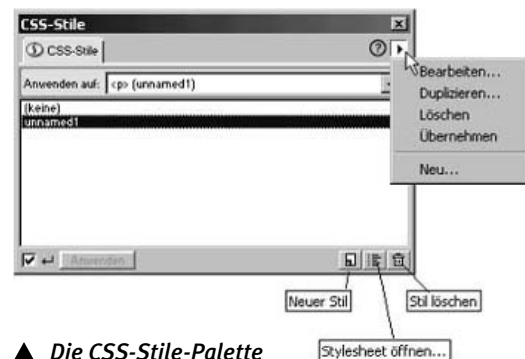 CSS-Stile
CSS-Stile
Anwenden auf: <p> (unnamed1)
(keine)
unnamed1
Anwenden
Bearbeiten...
Duplizieren...
Löschen
Übernehmen
Neu...
Neuer Stil
Stil löschen
Stylesheet öffnen...
▲ Die CSS-Stile-Palette